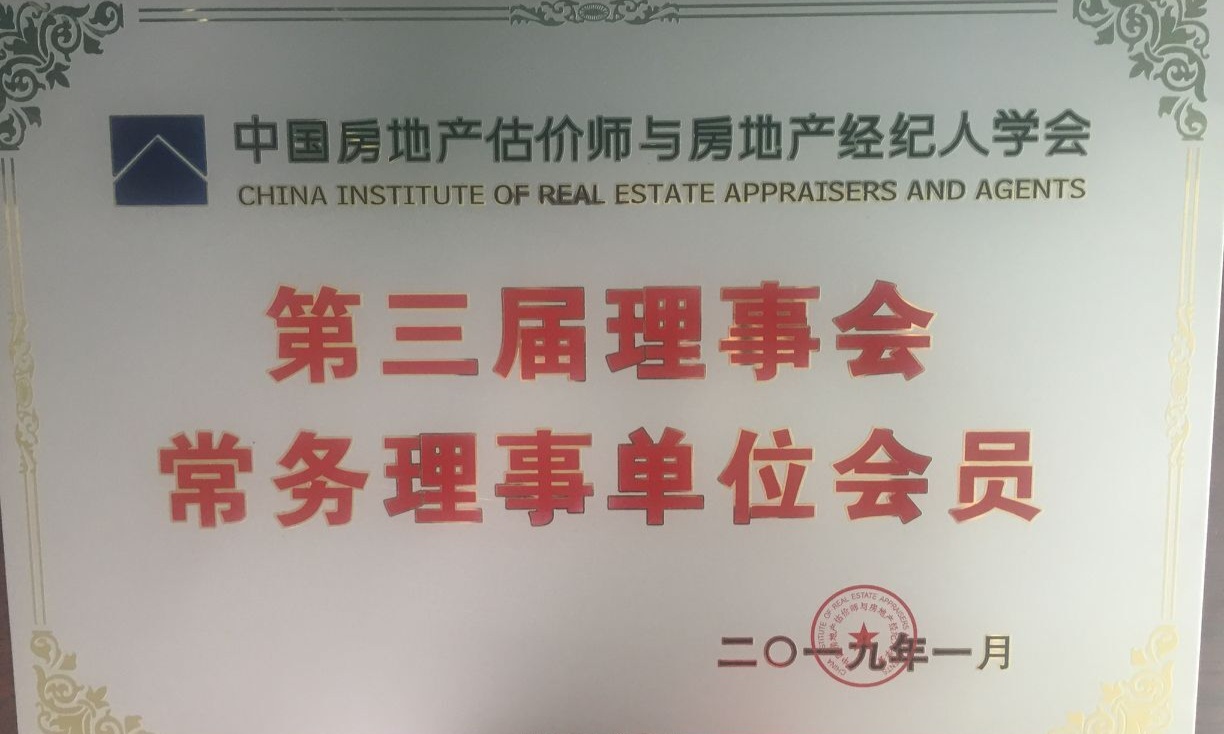 中国房地产估价师与房地产经纪人学会
CHINA INSTITUTE OF REAL ESTATE APPRAISERS AND AGENTS
第三届理事会
常务理事单位会员
二〇一九年一月